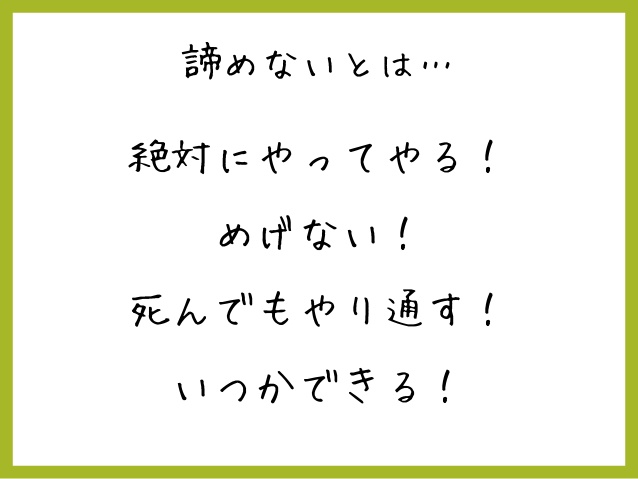 諦めないとは…
絶対にやってやる！
めげない！
死んでもやり通す！
いつかできる！